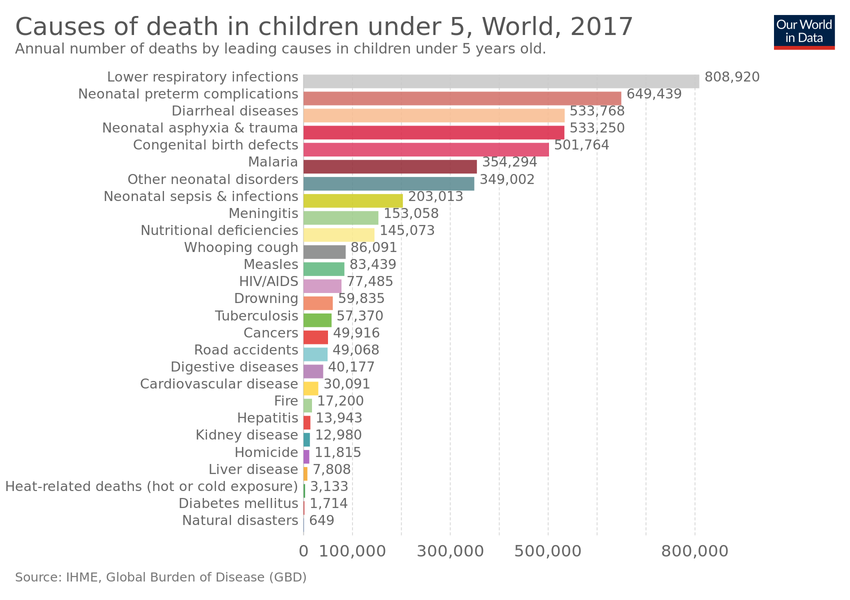 Causes of death in children under 5, World, 2017
Annual number of deaths by leading causes in children under 5 years old.
Our World
in Data
Lower respiratory infections 808,920
Neonatal preterm complications 649,439
Diarrheal diseases 533,768
Neonatal asphyxia & trauma 533,250
Congenital birth defects 501,764
Malaria 354,294
Other neonatal disorders 349,002
Neonatal sepsis & infections 203,013
Meningitis 153,058
Nutritional deficiencies 145,073
Whooping cough 86,091
Measles 83,439
HIV/AIDS 77,485
Drowning 59,835
Tuberculosis 57,370
Cancers 49,916
Road accidents 49,068
Digestive diseases 40,177
Cardiovascular disease 30,091
Fire 17,200
Hepatitis 13,943
Kidney disease 12,980
Homicide 11,815
Liver disease 7,808
Heat-related deaths (hot or cold exposure) 3,133
Diabetes mellitus 1,714
Natural disasters 649
0 100,000 300,000 500,000 800,000
Source: IHME, Global Burden of Disease (GBD)